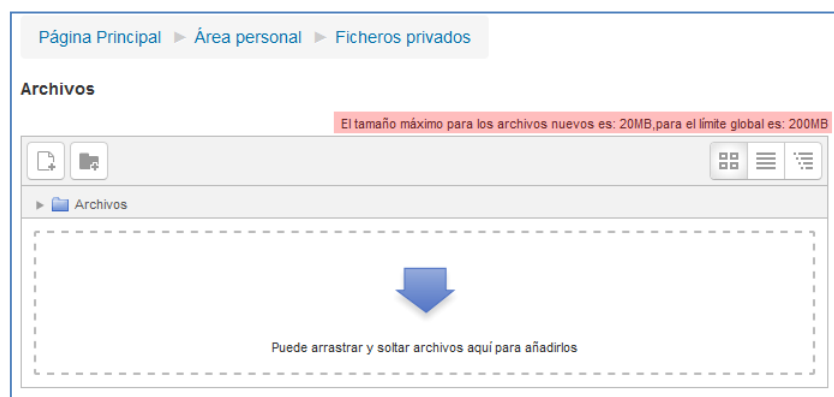 Página Principal ▶ Área personal ▶ Ficheros privados
Archivos
El tamaño máximo para los archivos nuevos es: 20MB,para el límite global es: 200MB
Archivos
Puede arrastrar y soltar archivos aquí para añadirlos